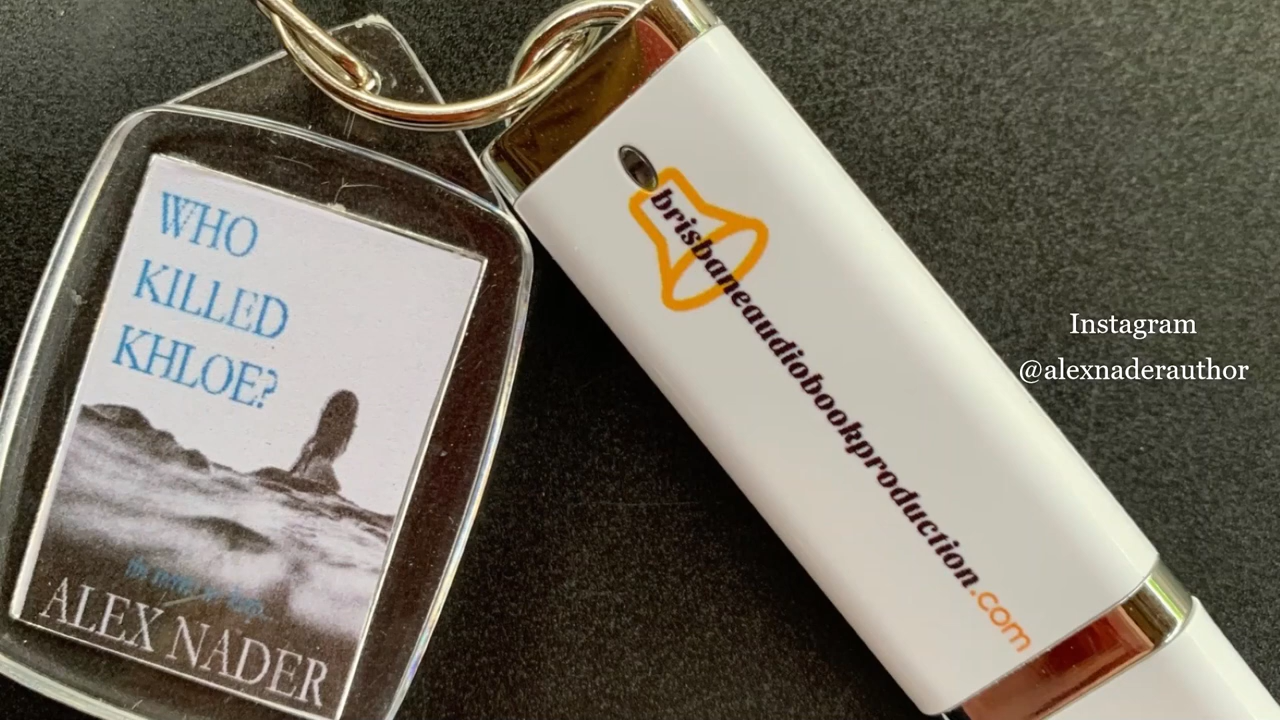 WHO
KILLED
KHLOE?
ALEX NADER
brisbaneaudiobookproduction.com
Instagram
@alexnaderauthor